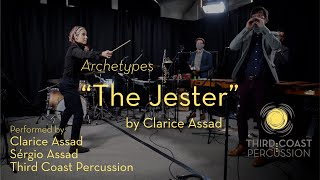 Archetypes
"The Jester"
by Clarice Assad
Performed by
Clarice Assad
Sérgio Assad
Third Coast Percussion
THIRD COAST
PERCUSSION